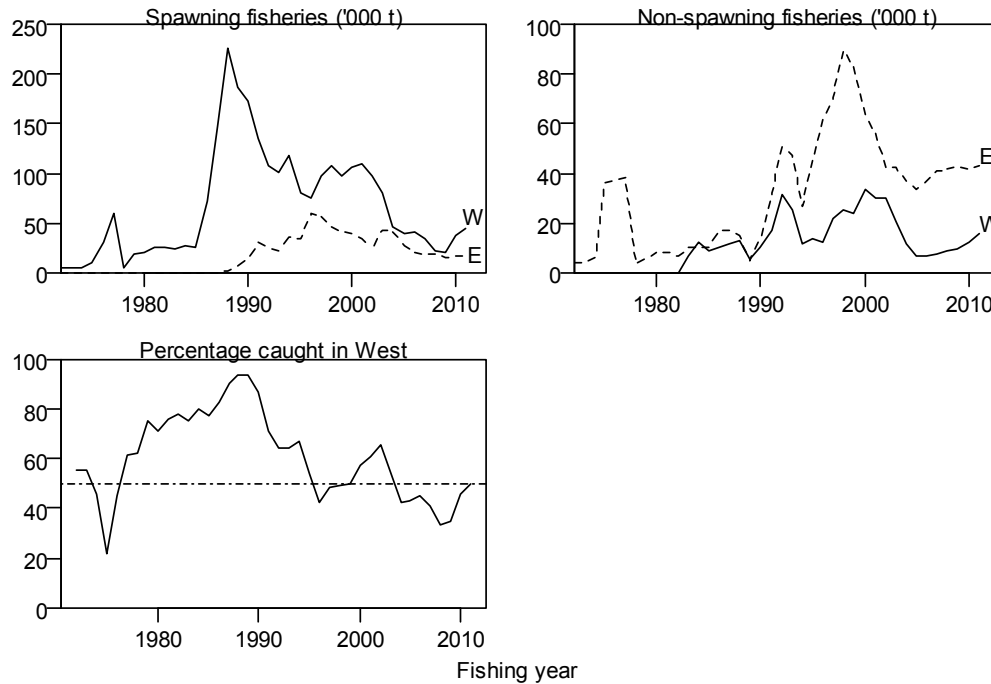 Spawning fisheries ('000 t)
250
200
150
100
50
0
W
E
1980 1990 2000 2010
Non-spawning fisheries ('000 t)
100
80
60
40
20
0
E
W
1980 1990 2000 2010
Percentage caught in West
100
80
60
40
20
0
1980 1990 2000 2010
Fishing year